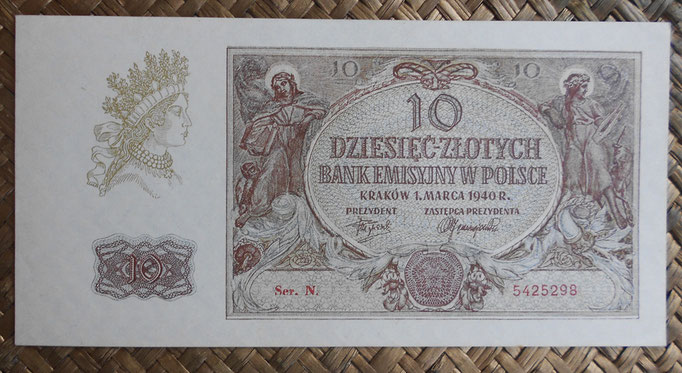 10 10
10
DZIESIĘĆ ZŁOTYCH
BANK EMISYJNY W POLSCE
KRAKÓW 1. MARCA 1940 R.
PREZYDENT ZASTĘPCA PREZYDENTA
10
Ser. N. 5425298